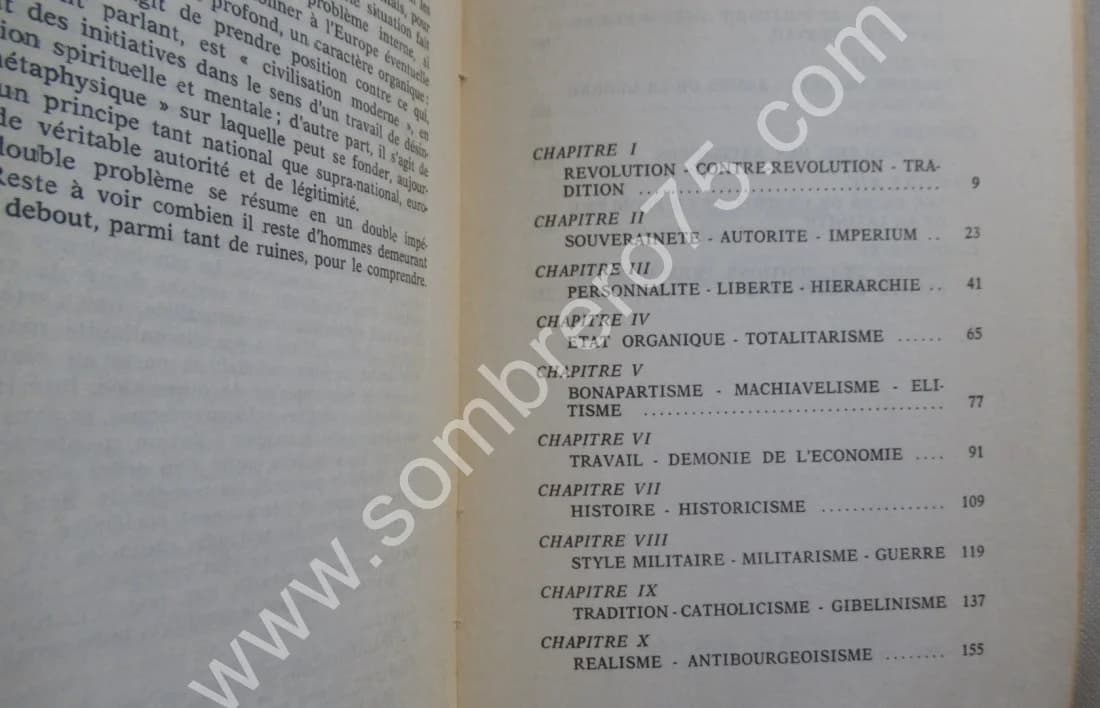 situation fait
problème interne, si
donner à l'Europe éventuelle
profond, un caractère organique :
de prendre position contre ce qui,
parlant, est « civilisation moderne », en
des initiatives dans le sens d'un travail de désin-
spirituelle et mentale ; d'autre part, il s'agit de
métaphysique » sur laquelle peut se fonder, aujour-
un principe tant national que supra-national, euro-
de véritable autorité et de légitimité.
double problème se résume en un double impé-
Reste à voir combien il reste d'hommes demeurant
debout, parmi tant de ruines, pour le comprendre.
CHAPITRE I
REVOLUTION - CONTRE-REVOLUTION - TRA-
DITION ........................................ 9
CHAPITRE II
SOUVERAINETE - AUTORITE - IMPERIUM .. 23
CHAPITRE III
PERSONNALITE - LIBERTE - HIERARCHIE .. 41
CHAPITRE IV
ETAT ORGANIQUE - TOTALITARISME ...... 65
CHAPITRE V
BONAPARTISME - MACHIAVELISME - ELI-
TISME ........................................ 77
CHAPITRE VI
TRAVAIL - DEMONIE DE L'ECONOMIE .... 91
CHAPITRE VII
HISTOIRE - HISTORICISME ................ 109
CHAPITRE VIII
STYLE MILITAIRE - MILITARISME - GUERRE 119
CHAPITRE IX
TRADITION - CATHOLICISME - GIBELINISME 137
CHAPITRE X
REALISME - ANTIBOURGEOISISME ........ 155
www.sombrero75.com